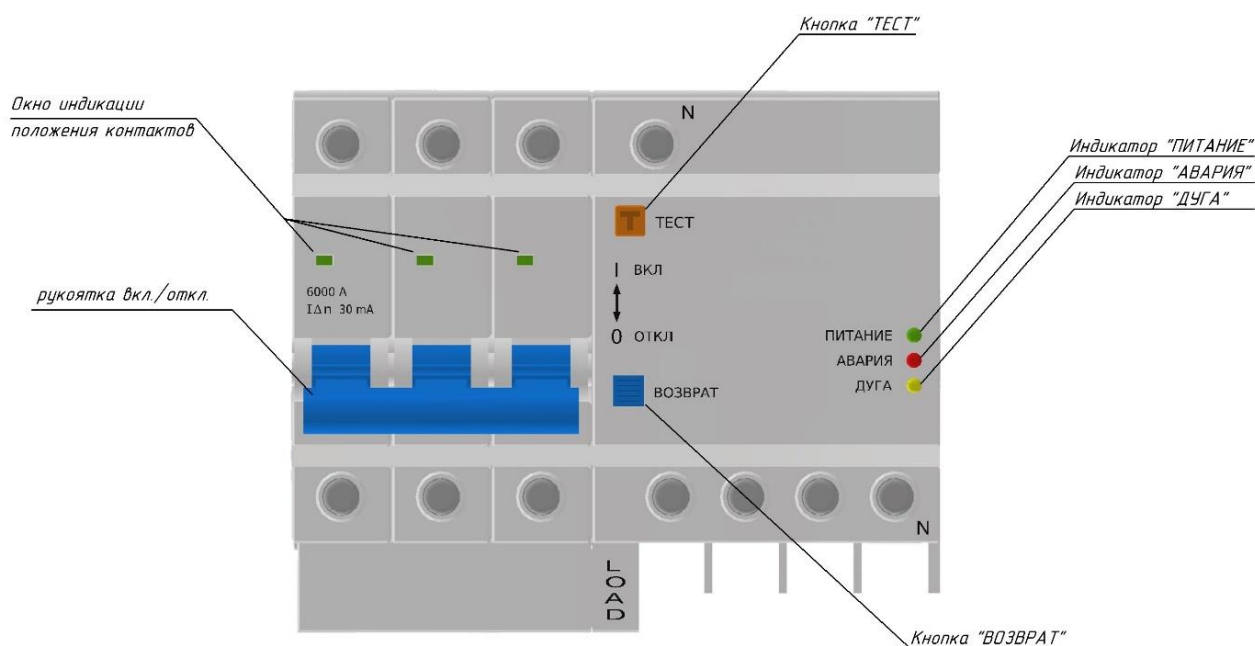 Кнопка "ТЕСТ"
Окно индикации
положения контактов
N
Индикатор "ПИТАНИЕ"
Индикатор "АВАРИЯ"
Индикатор "ДУГА"
T ТЕСТ
I ВКЛ
6000 A
IΔn 30 mA
рукоятка вкл./откл.
0 ОТКЛ
ПИТАНИЕ
АВАРИЯ
ДУГА
ВОЗВРАТ
N
LOAD
Кнопка "ВОЗВРАТ"